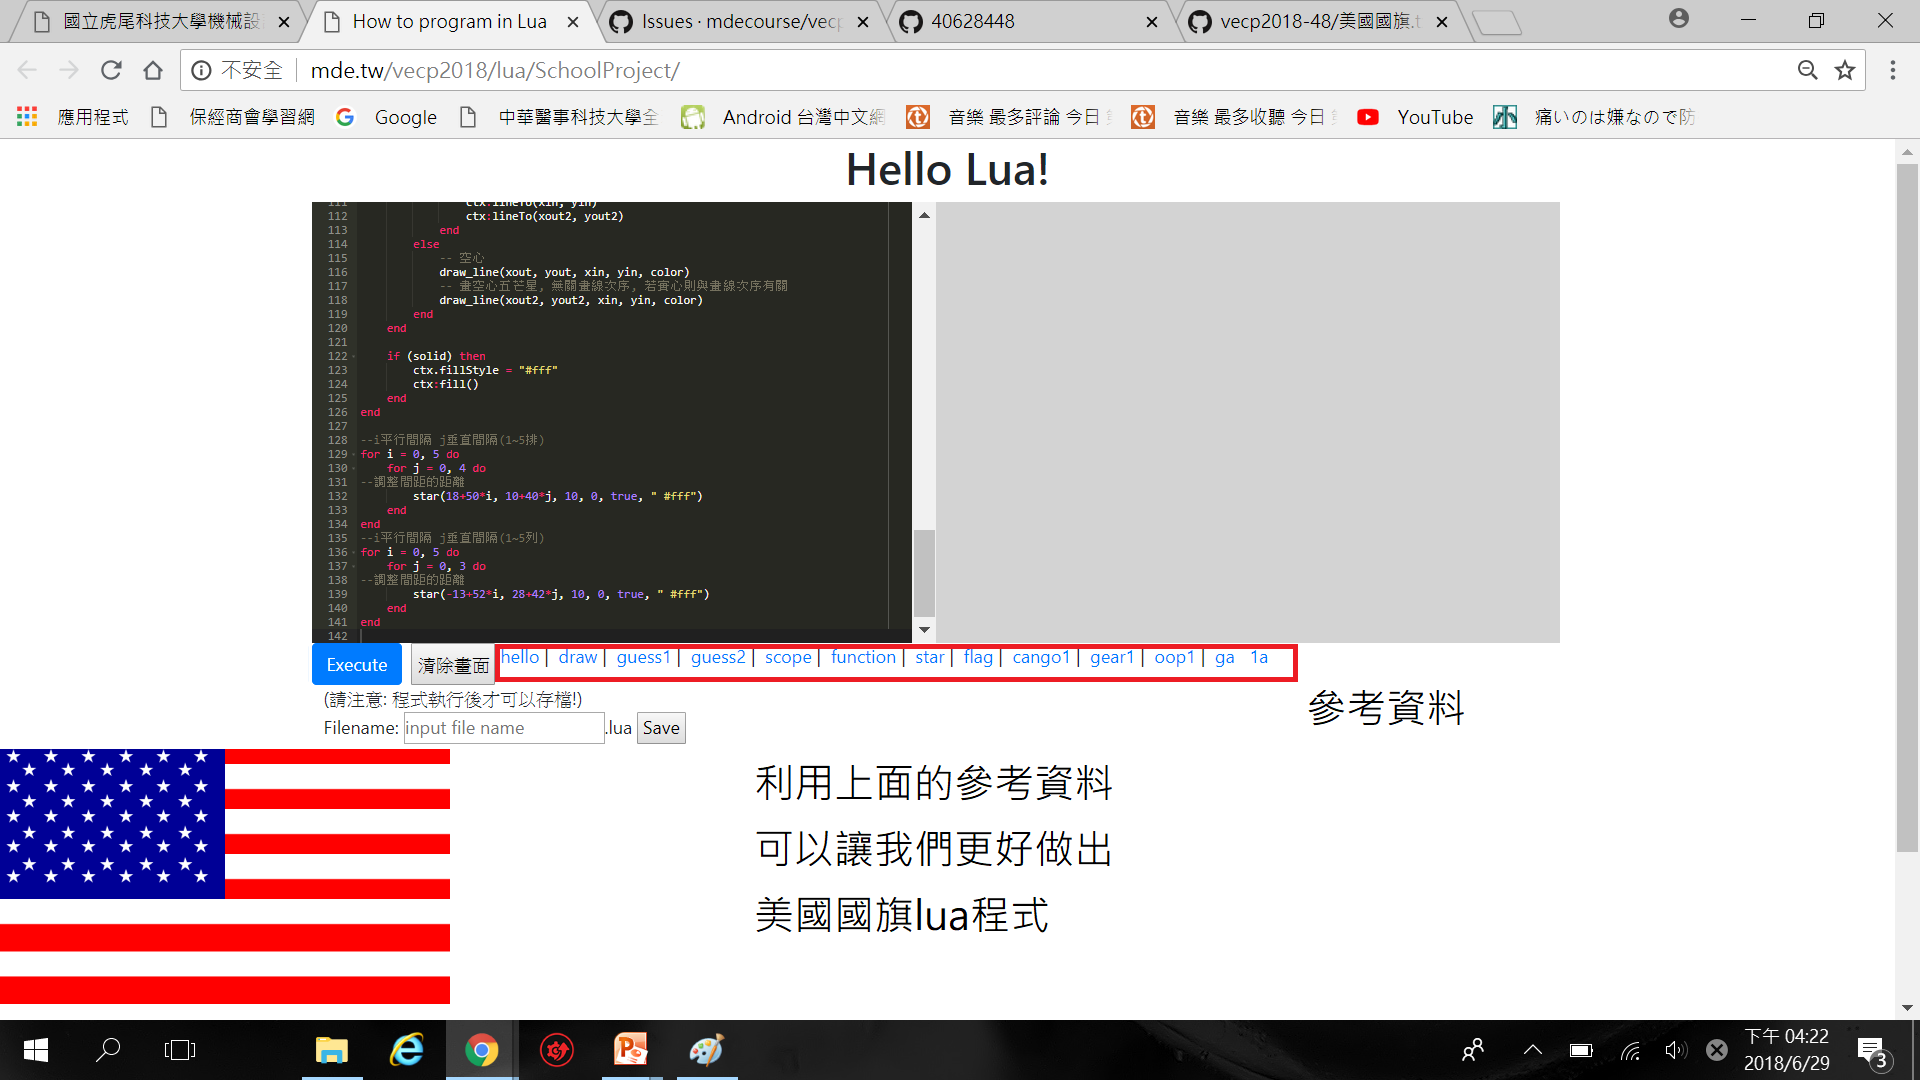 國立虎尾科技大學機械設
How to program in Lua
Issues · mdecourse/vecp
40628448
vecp2018-48/美國國旗.t
不安全
mde.tw/vecp2018/lua/SchoolProject/
應用程式
保經商會學習網
Google
中華醫事科技大學全
Android 台灣中文網
音樂 最多評論 今日
音樂 最多收聽 今日
YouTube
痛いのは嫌なので防
Hello Lua!
111 ctx:lineTo(xin, yin)
112 ctx:lineTo(xout2, yout2)
113 end
114 else
115 -- 空心
116 draw_line(xout, yout, xin, yin, color)
117 -- 畫空心五芒星, 無關畫線次序, 若實心則與畫線次序有關
118 draw_line(xout2, yout2, xin, yin, color)
119 end
120 end
121
122 if (solid) then
123 ctx.fillStyle = "#fff"
124 ctx:fill()
125 end
126 end
127
128 --i平行間隔 j垂直間隔(1~5排)
129 for i = 0, 5 do
130 for j = 0, 4 do
131 --調整間距的距離
132 star(18+50*i, 10+40*j, 10, 0, true, " #fff")
133 end
134 end
135 --i平行間隔 j垂直間隔(1~5列)
136 for i = 0, 5 do
137 for j = 0, 3 do
138 --調整間距的距離
139 star(-13+52*i, 28+42*j, 10, 0, true, " #fff")
140 end
141 end
142
Execute 清除畫面 hello | draw | guess1 | guess2 | scope | function | star | flag | cango1 | gear1 | oop1 | ga 1a
(請注意: 程式執行後才可以存檔!)
參考資料
Filename: input file name .lua Save
利用上面的參考資料
可以讓我們更好做出
美國國旗lua程式
下午 04:22
2018/6/29
3